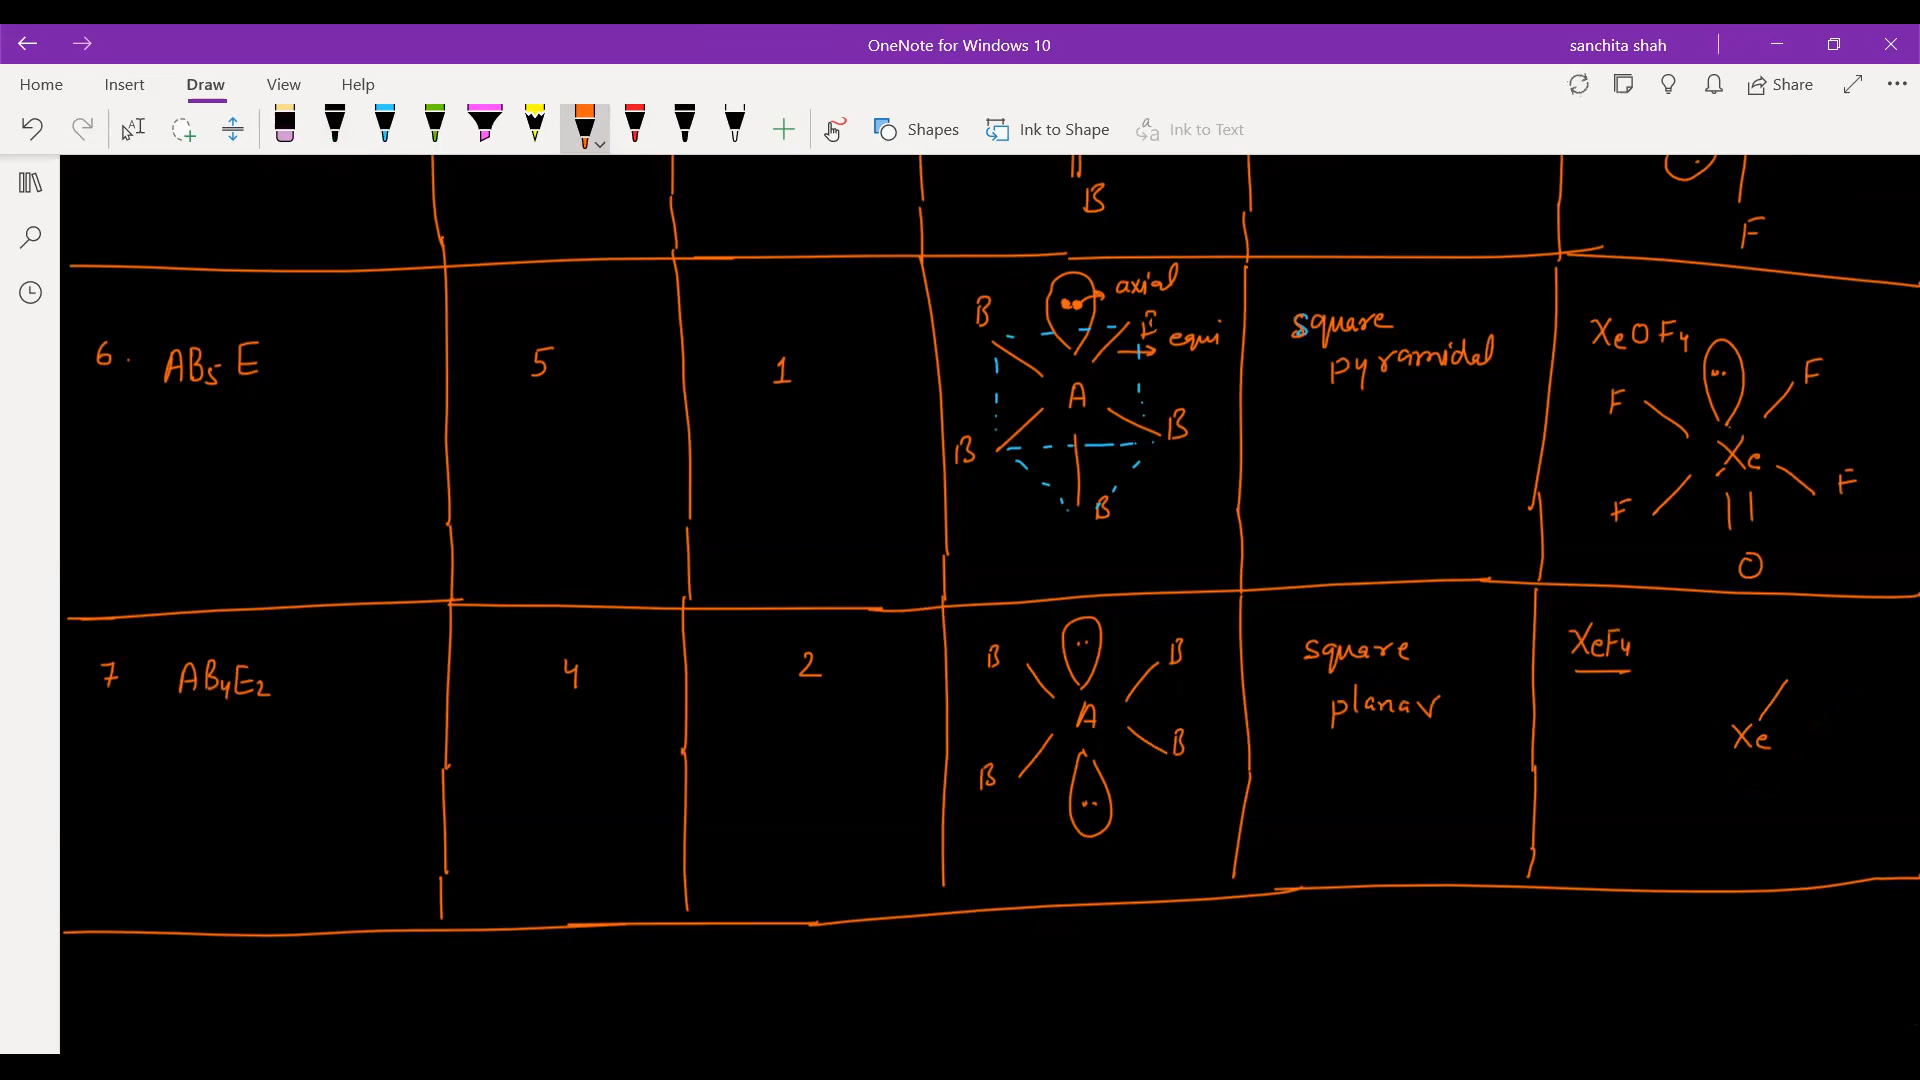 OneNote for Windows 10
sanchita shah
Home Insert Draw View Help
Share
Shapes
Ink to Shape
Ink to Text
B
F
6. AB5 E
5
1
axial
B
equi
A
B
B
B
square
pyramidal
XeOF4
F
F
Xe
F
F
O
7 AB4E2
4
2
B
B
A
B
B
square
planar
XeF4
Xe